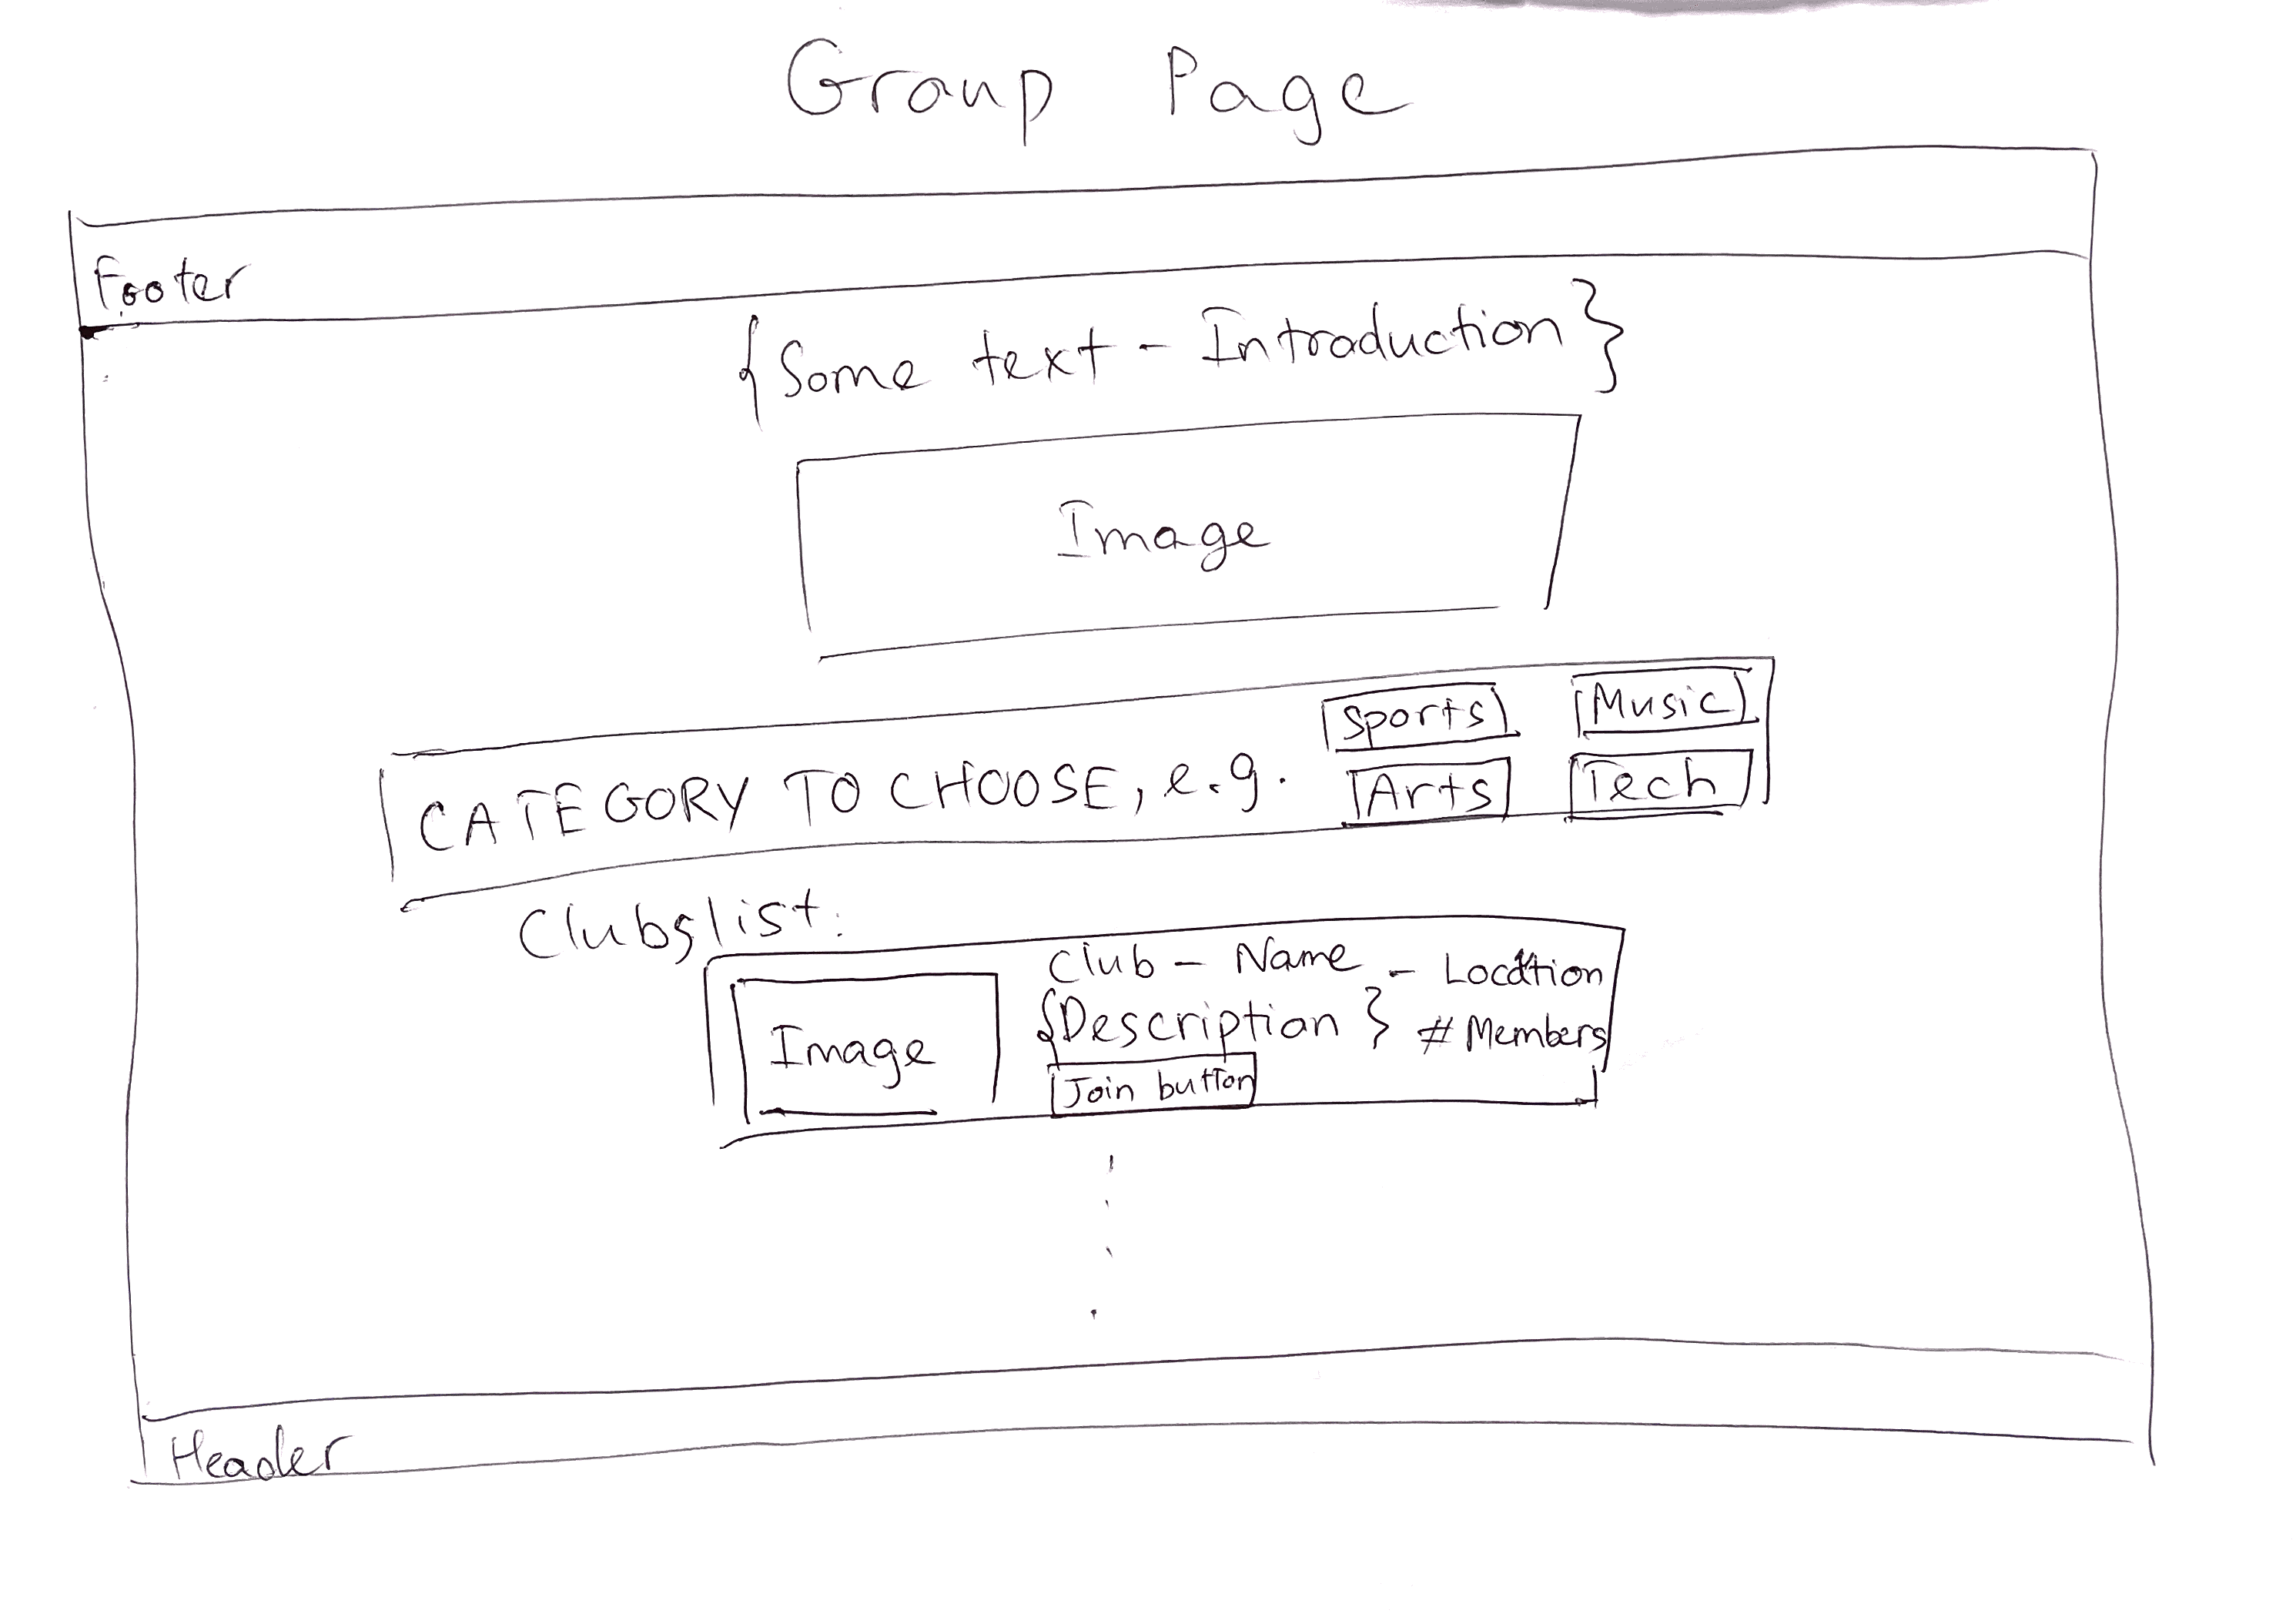 Group Page
Footer
{Some text - Introduction}
Image
Sports Music
CATEGORY TO CHOOSE, e.g. Arts Tech
Clubslist:
Club - Name - Location
Image {Description} # Members
Join button
Header